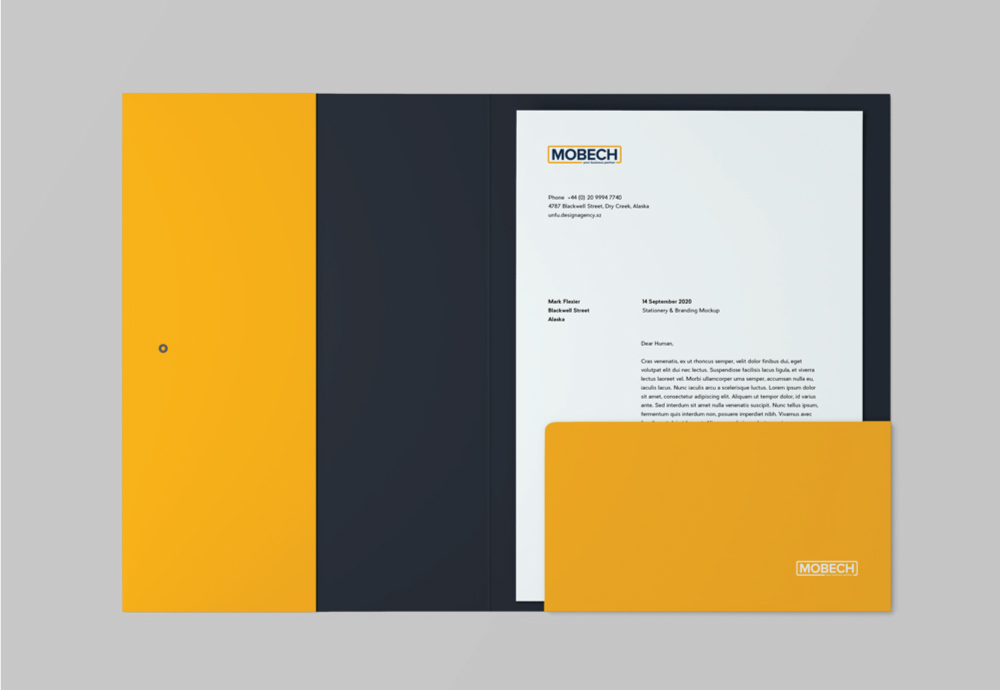 MOBECH
your business partner
Phone +44 (0) 20 9994 7740
4787 Blackwell Street, Dry Creek, Alaska
unfu.designagency.xz
Mark Flozier
Blackwell Street
Alaska
14 September 2020
Stationery & Branding Mockup
Dear Human,
Cras venenatis, ex ut rhoncus semper, velit dolor finibus dui, eget
volutpat elit dui nec lectus. Suspendisse facilisis lacus ligula, et viverra
lectus laoreet vel. Morbi ullamcorper urna semper, accumsan nulla eu,
iaculis lacus. Nunc iaculis arcu a scelerisque luctus. Lorem ipsum dolor
sit amet, consectetur adipiscing elit. Aliquam ut tempor dolor, id varius
ante. Sed interdum sit amet nulla venenatis suscipit. Nunc tellus ipsum,
fermentum quis interdum non, posuere imperdiet nibh. Vivamus avec
MOBECH